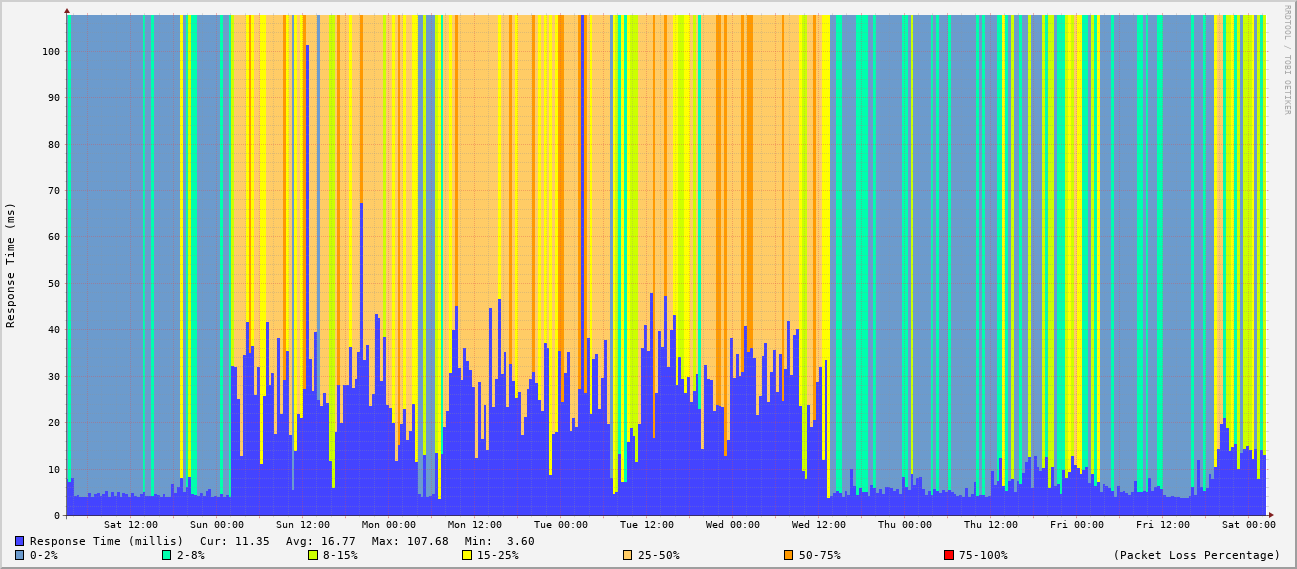 RRDTOOL / TOBI OETIKER
Response Time (ms)
100
90
80
70
60
50
40
30
20
10
0
Sat 12:00 Sun 00:00 Sun 12:00 Mon 00:00 Mon 12:00 Tue 00:00 Tue 12:00 Wed 00:00 Wed 12:00 Thu 00:00 Thu 12:00 Fri 00:00 Fri 12:00 Sat 00:00
Response Time (millis) Cur: 11.35 Avg: 16.77 Max: 107.68 Min: 3.60
0-2% 2-8% 8-15% 15-25% 25-50% 50-75% 75-100% (Packet Loss Percentage)